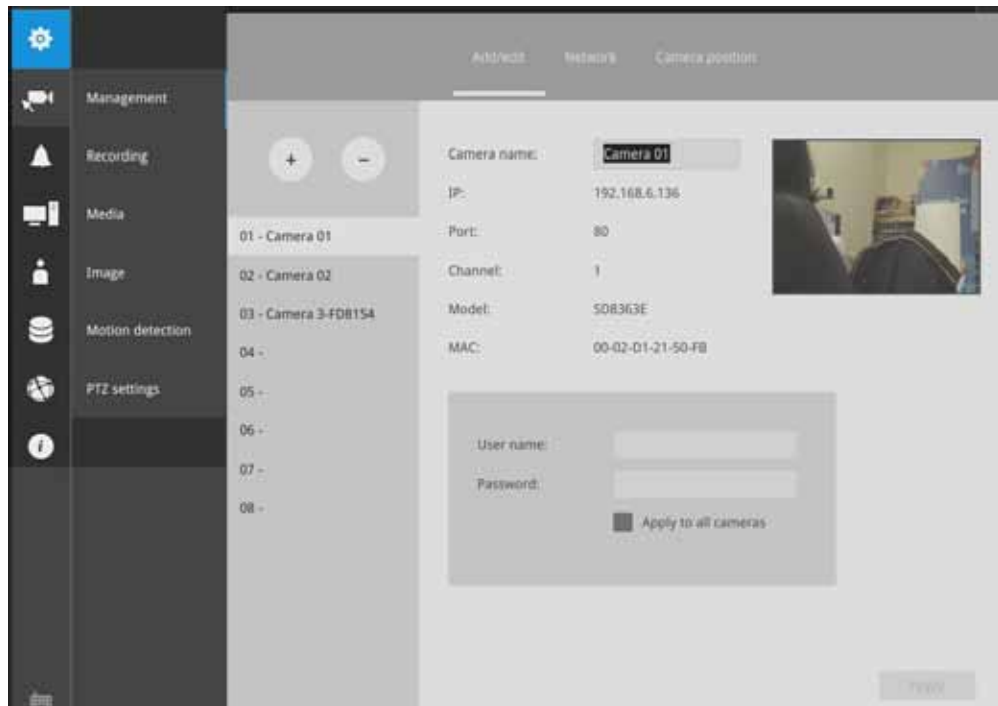 Add/edit Network Camera position
Management
Recording
Media
Image
Motion detection
PTZ settings
+ -
01 - Camera 01
02 - Camera 02
03 - Camera 3-FD8154
04 -
05 -
06 -
07 -
08 -
Camera name: Camera 01
IP: 192.168.6.136
Port: 80
Channel: 1
Model: SD8363E
MAC: 00-02-D1-21-50-FB
User name:
Password:
Apply to all cameras
Apply